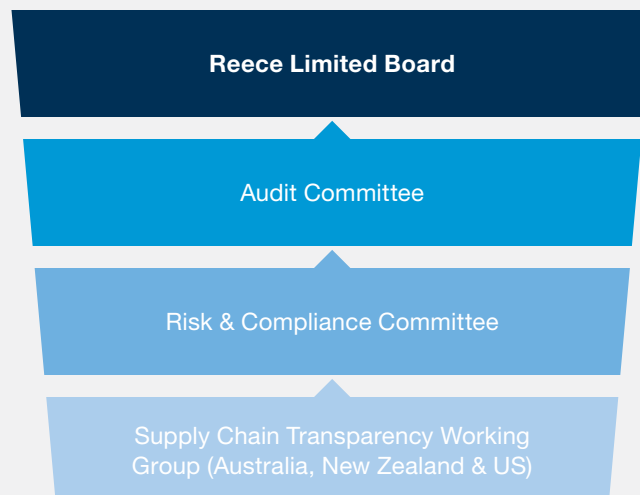 Reece Limited Board
Audit Committee
Risk & Compliance Committee
Supply Chain Transparency Working
Group (Australia, New Zealand & US)